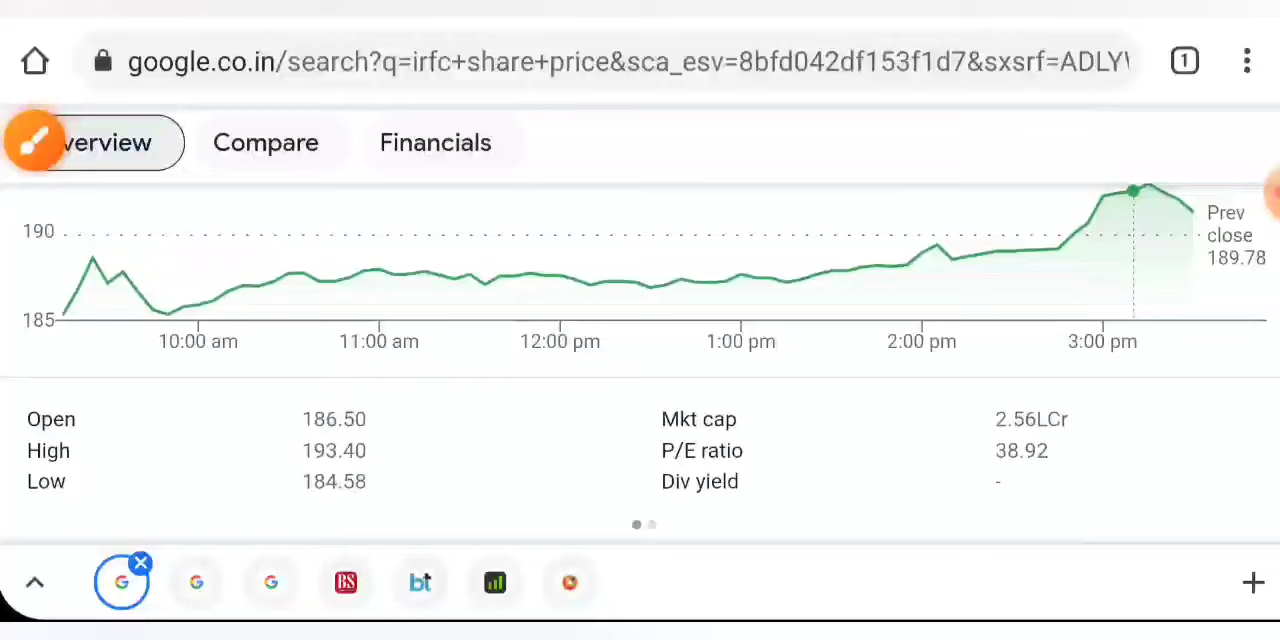 google.co.in/search?q=irfc+share+price&sca_esv=8bfd042df153f1d7&sxsrf=ADLY
1
verview Compare Financials
190
Prev
close
189.78
185
10:00 am 11:00 am 12:00 pm 1:00 pm 2:00 pm 3:00 pm
Open 186.50 Mkt cap 2.56LCr
High 193.40 P/E ratio 38.92
Low 184.58 Div yield -
G G G BS bt